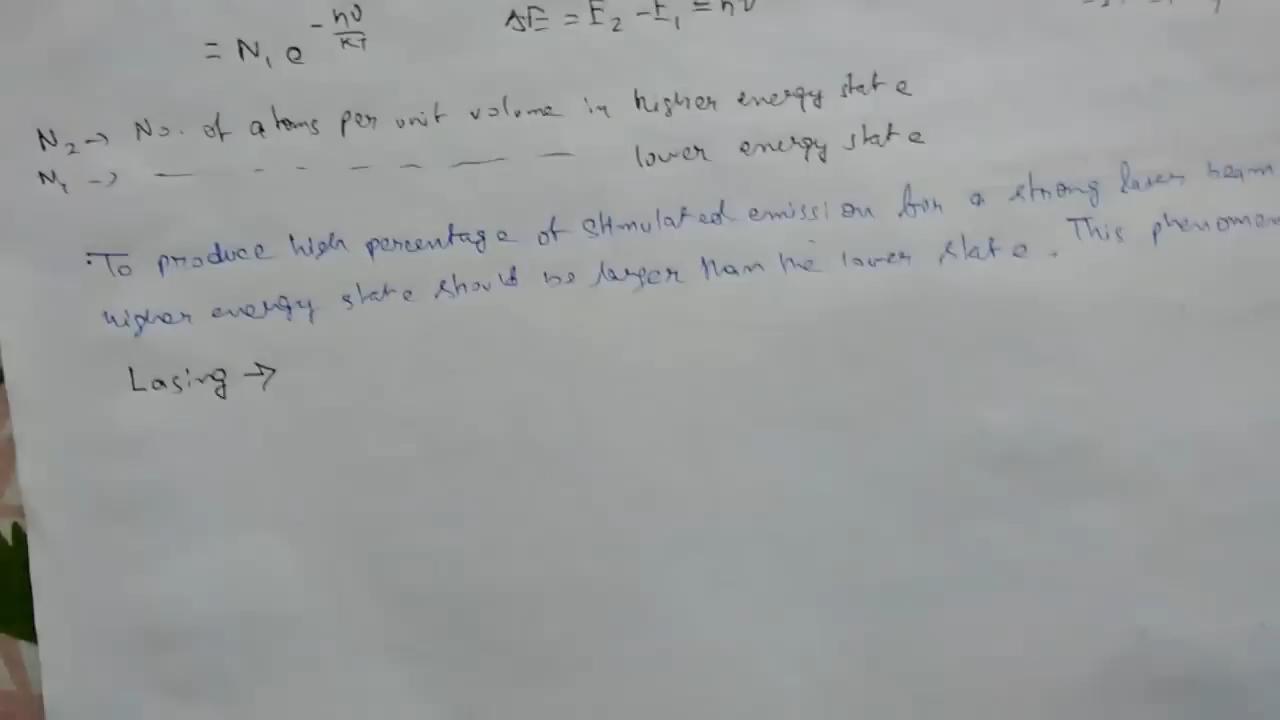 = N₁ e^(-hν/KT)    ΔE = E₂ - E₁ = hν
N₂ → No. of atoms per unit volume in higher energy state
N₁ → — - - - — — lower energy state
.To produce high percentage of stimulated emission for a strong laser beam
higher energy state should be larger than the lower state. This phenomen
Lasing →